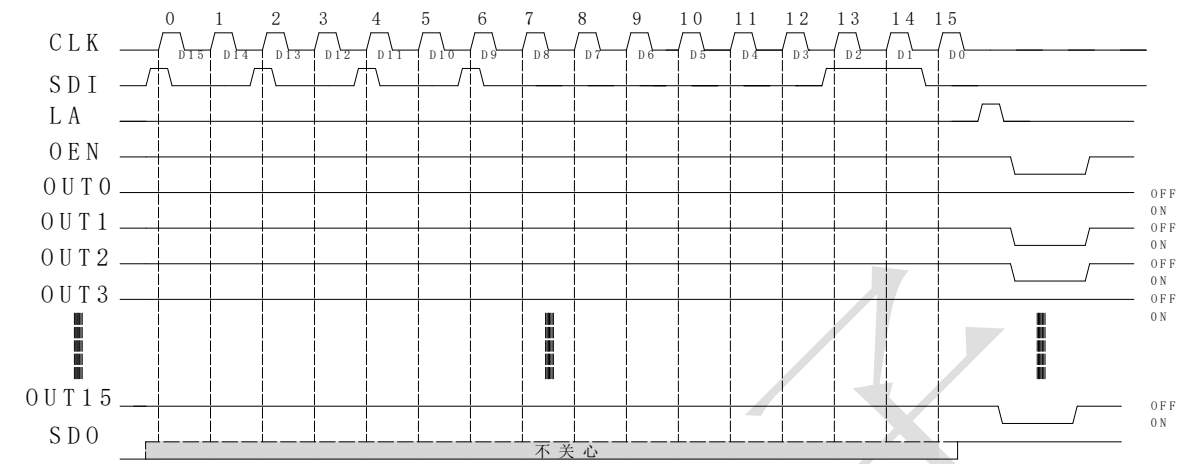 0 1 2 3 4 5 6 7 8 9 10 11 12 13 14 15
CLK
D15 D14 D13 D12 D11 D10 D9 D8 D7 D6 D5 D4 D3 D2 D1 D0
SDI
LA
OEN
OUT0
OFF
ON
OUT1
OFF
ON
OUT2
OFF
ON
OUT3
OFF
ON
OUT15
OFF
ON
SDO
不关心